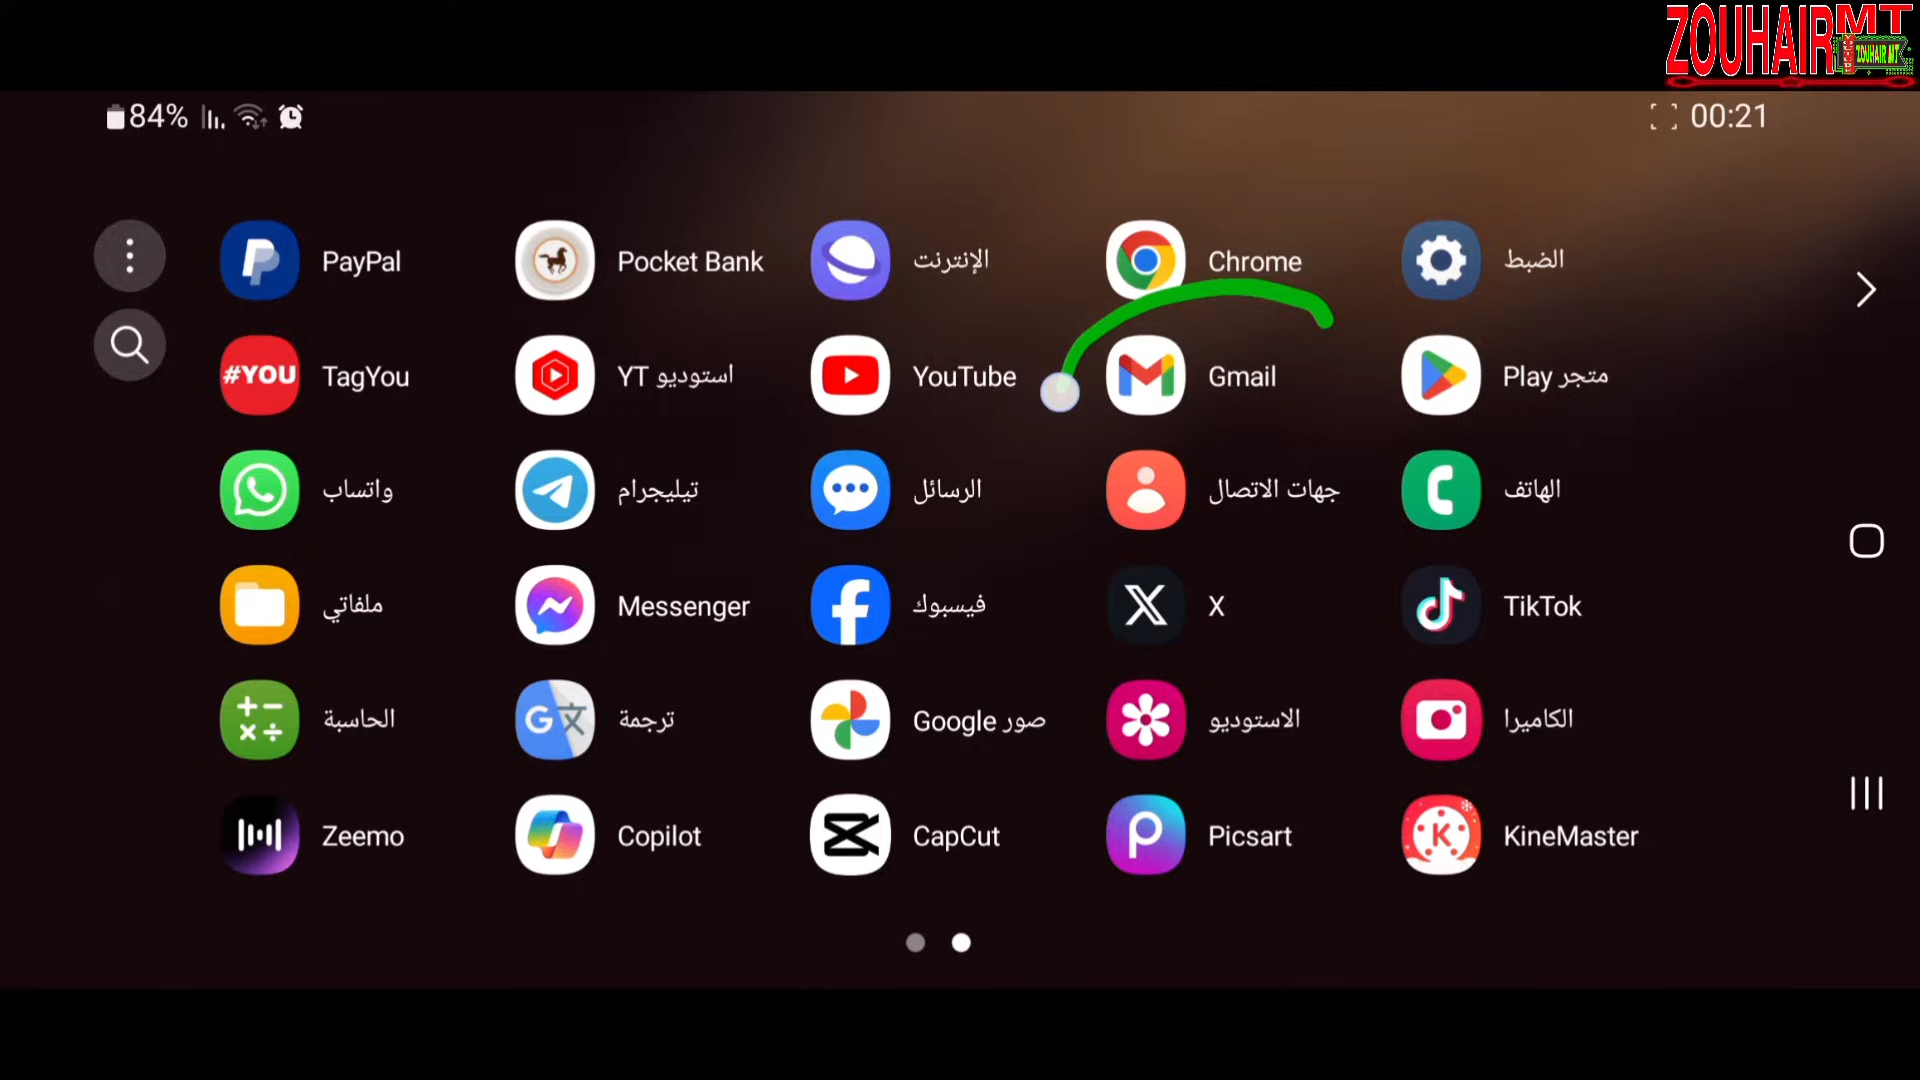 ZOUHAIRMT
ZOUHAIR MT
84%
00:21
PayPal
Pocket Bank
الإنترنت
Chrome
الضبط
#YOU
TagYou
YT استوديو
YouTube
Gmail
متجر Play
واتساب
تيليجرام
الرسائل
جهات الاتصال
الهاتف
ملفاتي
Messenger
فيسبوك
X
TikTok
الحاسبة
ترجمة
صور Google
الاستوديو
الكاميرا
Zeemo
Copilot
CapCut
Picsart
KineMaster